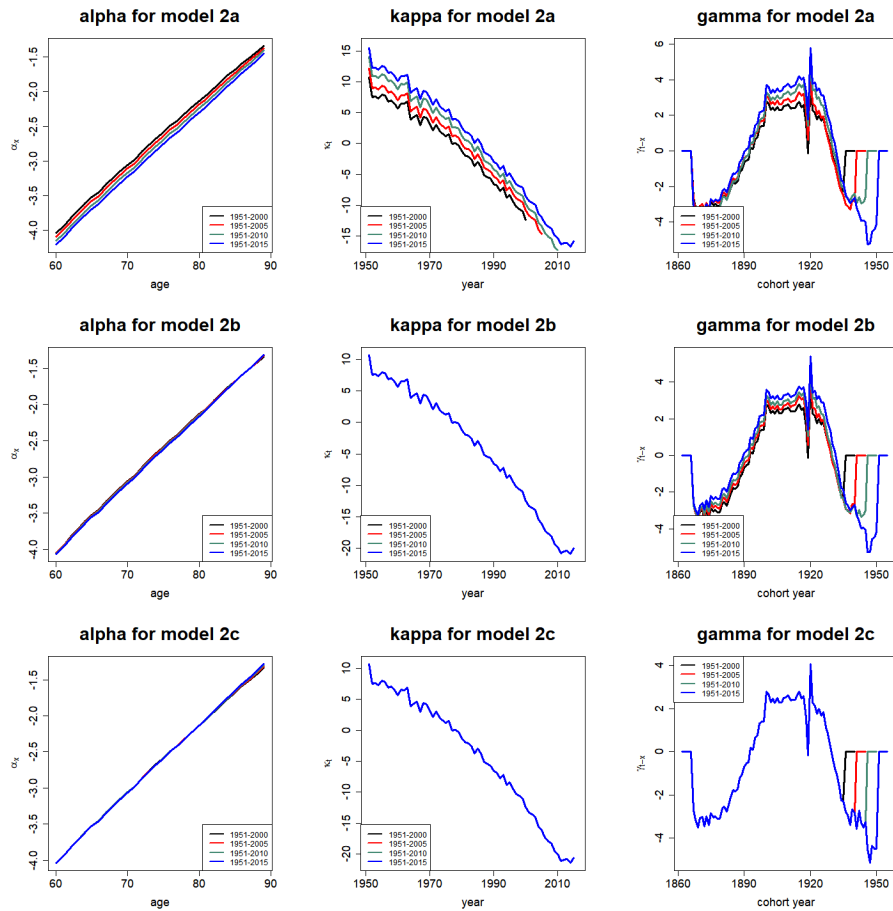 alpha for model 2a
αx
-1.5
-2.0
-2.5
-3.0
-3.5
-4.0
1951-2000
1951-2005
1951-2010
1951-2015
60 70 80 90
age
kappa for model 2a
κt
15
10
5
0
-5
-10
-15
1951-2000
1951-2005
1951-2010
1951-2015
1950 1970 1990 2010
year
gamma for model 2a
γt-x
6
4
2
0
-2
-4
1951-2000
1951-2005
1951-2010
1951-2015
1860 1890 1920 1950
cohort year
alpha for model 2b
αx
-1.5
-2.0
-2.5
-3.0
-3.5
-4.0
1951-2000
1951-2005
1951-2010
1951-2015
60 70 80 90
age
kappa for model 2b
κt
10
5
0
-5
-10
-15
-20
1951-2000
1951-2005
1951-2010
1951-2015
1950 1970 1990 2010
year
gamma for model 2b
γt-x
4
2
0
-2
-4
1951-2000
1951-2005
1951-2010
1951-2015
1860 1890 1920 1950
cohort year
alpha for model 2c
αx
-1.5
-2.0
-2.5
-3.0
-3.5
-4.0
1951-2000
1951-2005
1951-2010
1951-2015
60 70 80 90
age
kappa for model 2c
κt
10
5
0
-5
-10
-15
-20
1951-2000
1951-2005
1951-2010
1951-2015
1950 1970 1990 2010
year
gamma for model 2c
γt-x
4
2
0
-2
-4
1951-2000
1951-2005
1951-2010
1951-2015
1860 1890 1920 1950
cohort year